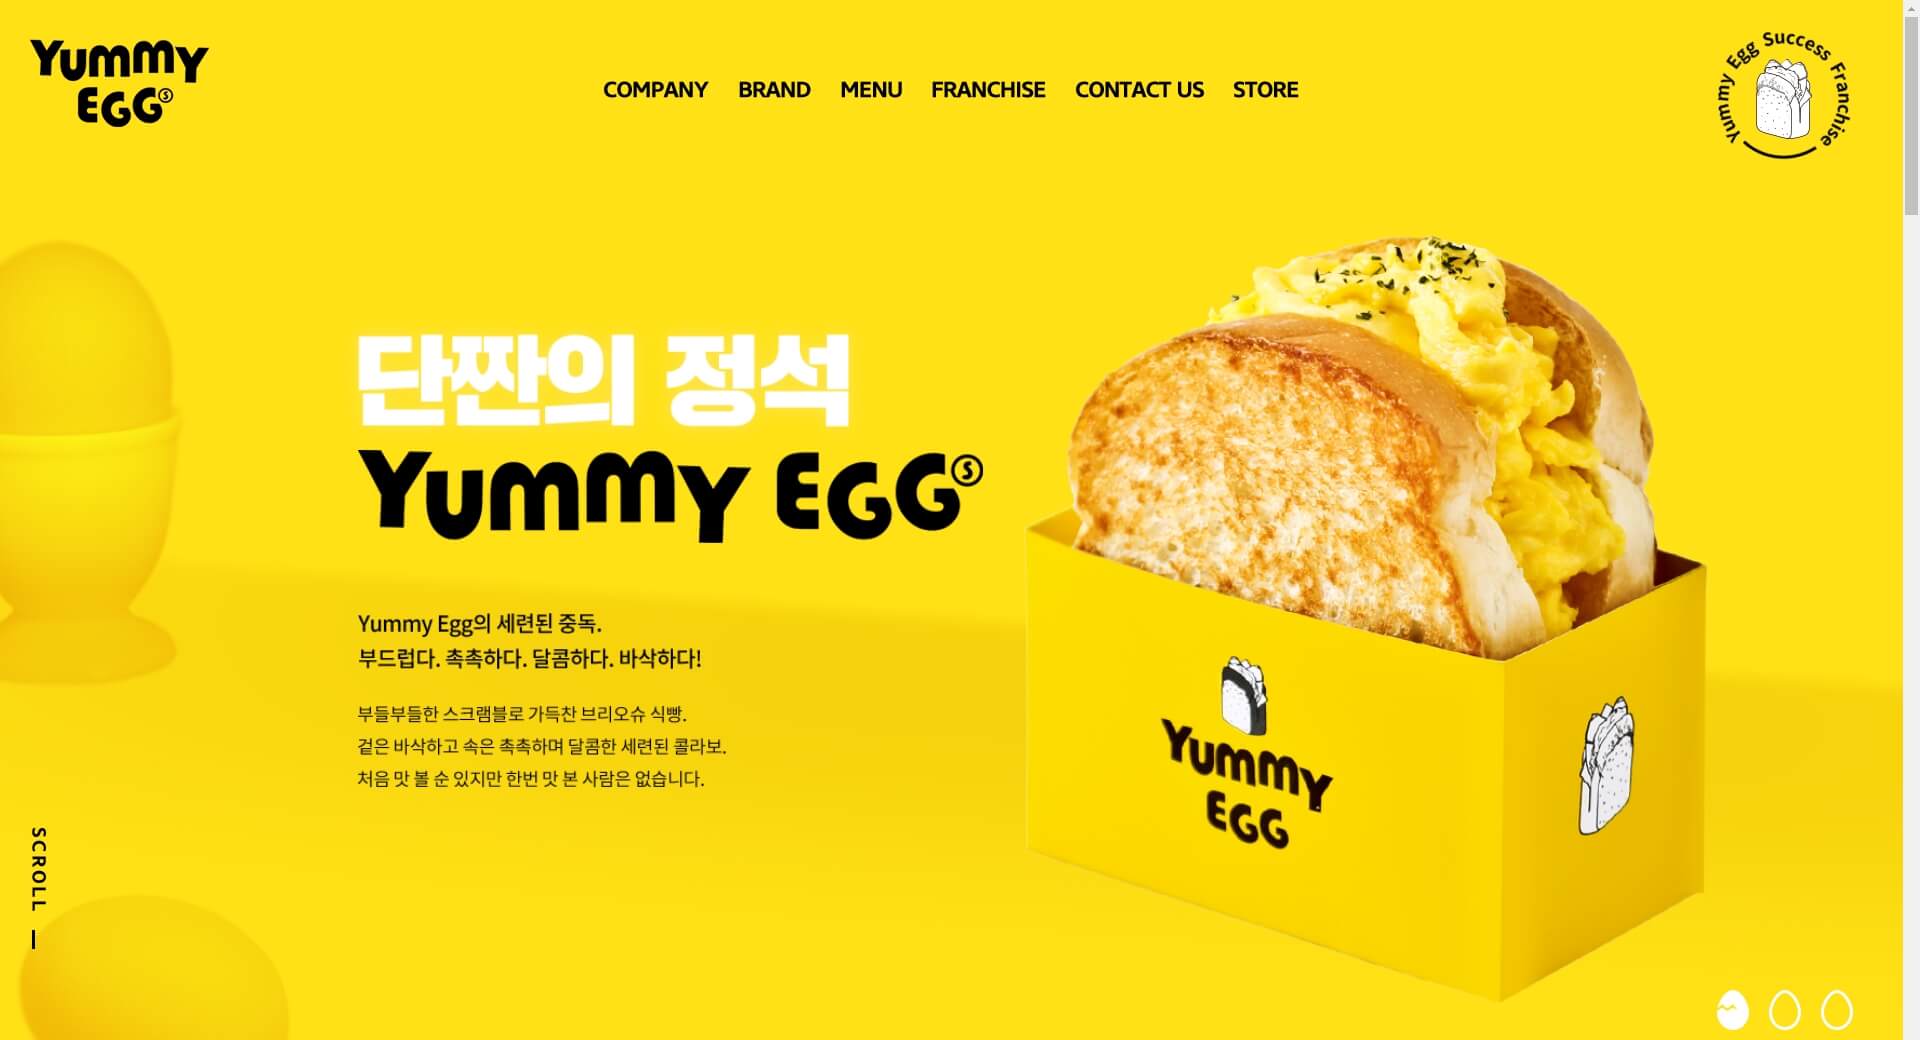 Yummy
EGGⓢ
COMPANY BRAND MENU FRANCHISE CONTACT US STORE
Yummy Egg Success Franchise
단짠의 정석
Yummy EGGⓢ
Yummy Egg의 세련된 중독.
부드럽다. 촉촉하다. 달콤하다. 바삭하다!
부들부들한 스크램블로 가득찬 브리오슈 식빵.
겉은 바삭하고 속은 촉촉하며 달콤한 세련된 콜라보.
처음 맛 볼 순 있지만 한번 맛 본 사람은 없습니다.
Yummy
EGG
SCROLL